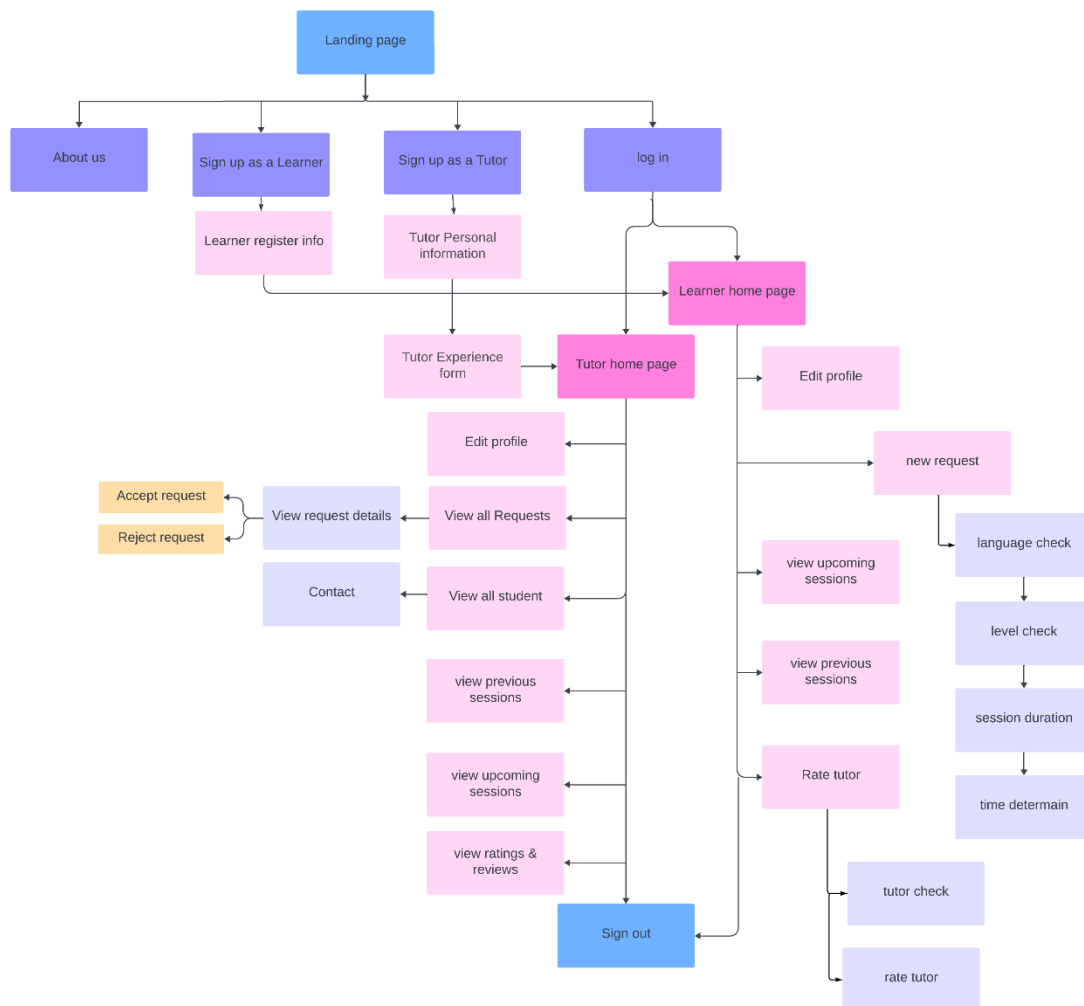 Landing page
About us
Sign up as a Learner
Sign up as a Tutor
log in
Learner register info
Tutor Personal
information
Learner home page
Tutor Experience
form
Tutor home page
Edit profile
Edit profile
new request
Accept request
Reject request
View request details
View all Requests
language check
view upcoming
sessions
Contact
View all student
level check
view previous
sessions
view previous
sessions
session duration
view upcoming
sessions
Rate tutor
time determain
view ratings &
reviews
tutor check
Sign out
rate tutor